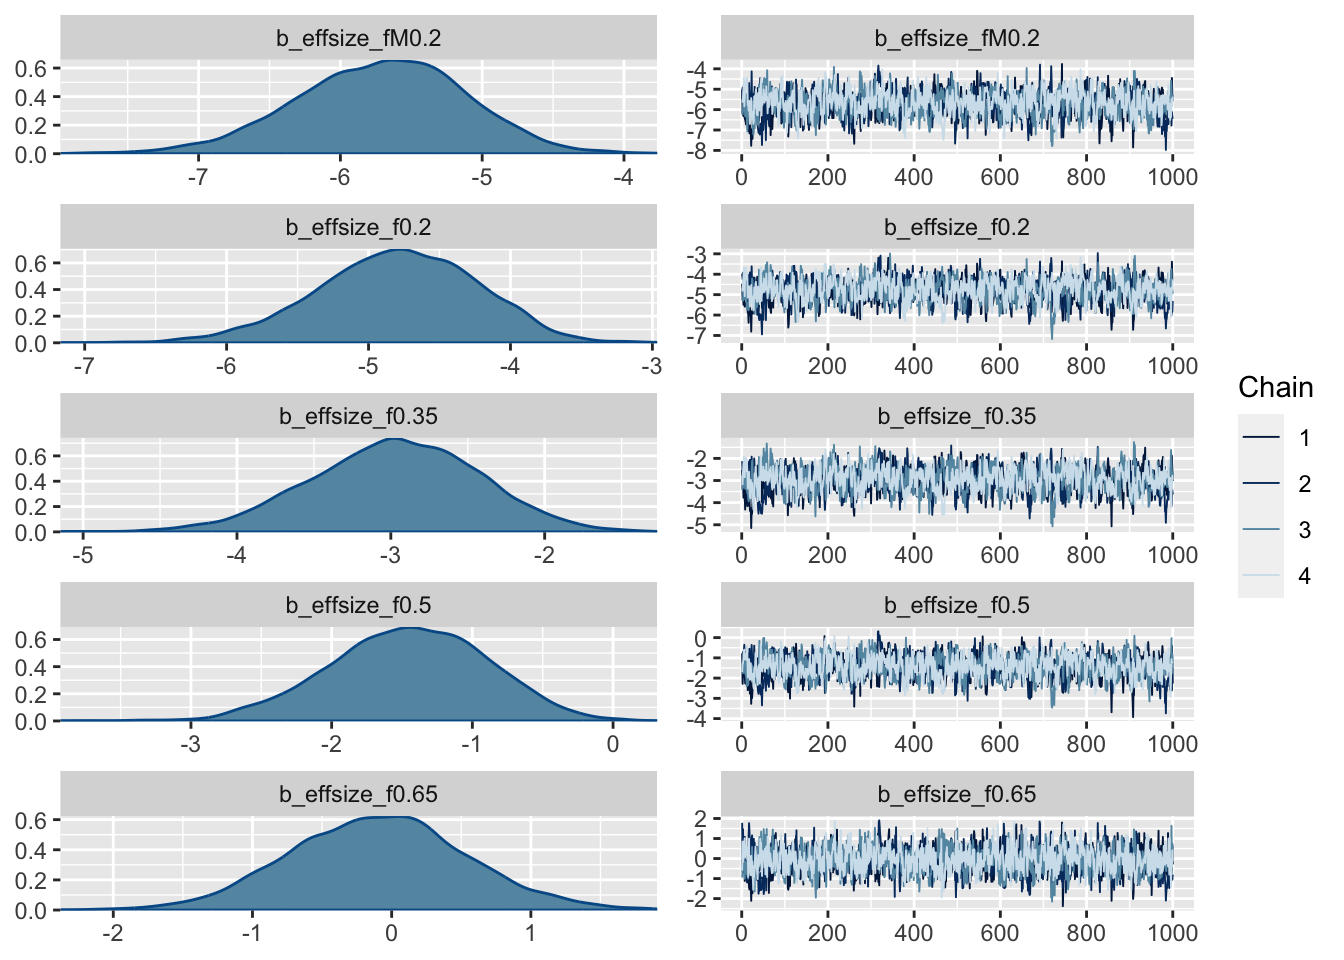 b_effsize_fM0.2
b_effsize_fM0.2
0.6
0.4
0.2
0.0
-7 -6 -5 -4
-4
-5
-6
-7
-8
0 200 400 600 800 1000
b_effsize_f0.2
b_effsize_f0.2
0.6
0.4
0.2
0.0
-7 -6 -5 -4 -3
-3
-4
-5
-6
-7
0 200 400 600 800 1000
b_effsize_f0.35
b_effsize_f0.35
0.6
0.4
0.2
0.0
-5 -4 -3 -2
-2
-3
-4
-5
0 200 400 600 800 1000
b_effsize_f0.5
b_effsize_f0.5
0.6
0.4
0.2
0.0
-3 -2 -1 0
0
-1
-2
-3
-4
0 200 400 600 800 1000
b_effsize_f0.65
b_effsize_f0.65
0.6
0.4
0.2
0.0
-2 -1 0 1
2
1
0
-1
-2
0 200 400 600 800 1000
Chain
1
2
3
4